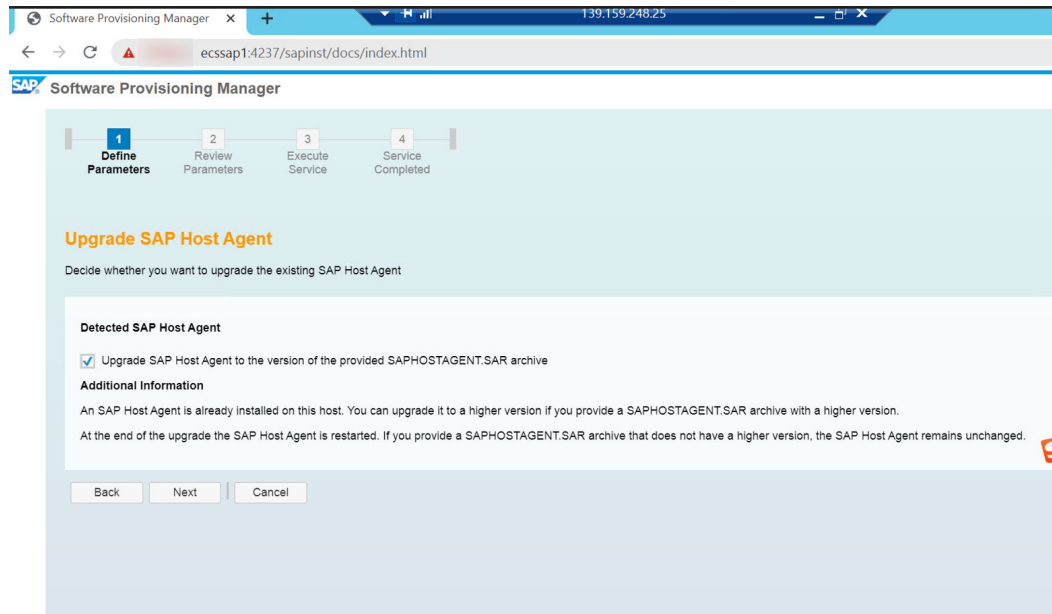 Software Provisioning Manager
139.159.248.25
ecssap1:4237/sapinst/docs/index.html
SAP
Software Provisioning Manager
1 2 3 4
Define Review Execute Service
Parameters Parameters Service Completed
Upgrade SAP Host Agent
Decide whether you want to upgrade the existing SAP Host Agent
Detected SAP Host Agent
Upgrade SAP Host Agent to the version of the provided SAPHOSTAGENT.SAR archive
Additional Information
An SAP Host Agent is already installed on this host. You can upgrade it to a higher version if you provide a SAPHOSTAGENT.SAR archive with a higher version.
At the end of the upgrade the SAP Host Agent is restarted. If you provide a SAPHOSTAGENT.SAR archive that does not have a higher version, the SAP Host Agent remains unchanged.
Back Next Cancel